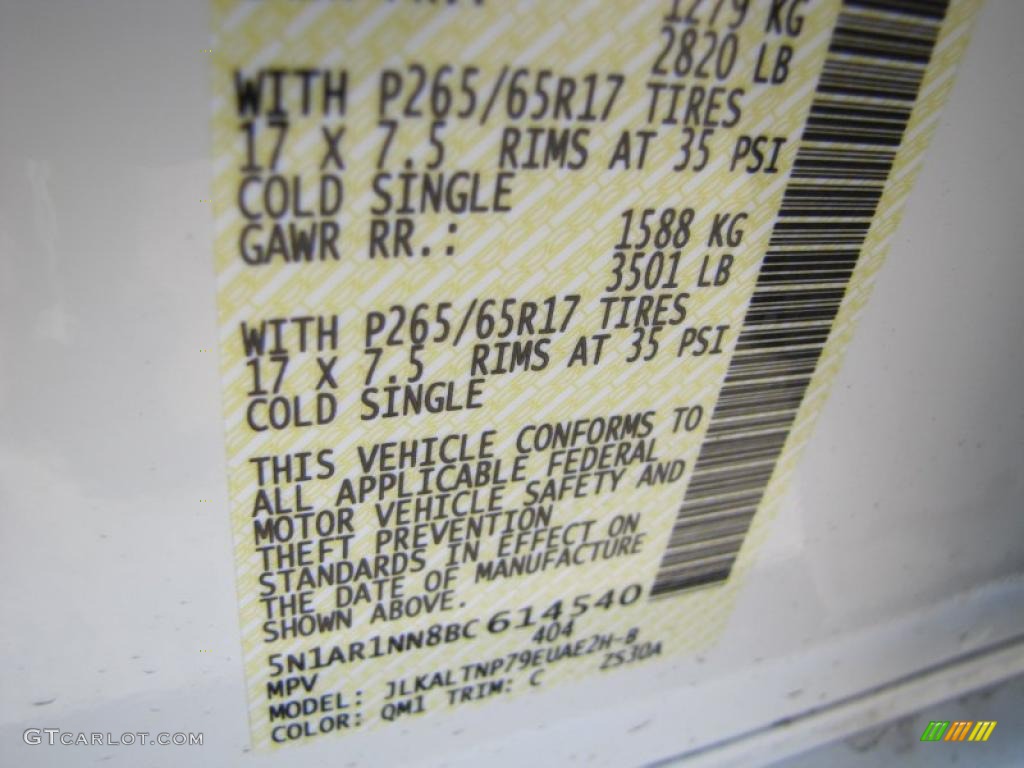 1279 KG
2820 LB
WITH P265/65R17 TIRES
17 X 7.5 RIMS AT 35 PSI
COLD SINGLE
GAWR RR.: 1588 KG
3501 LB
WITH P265/65R17 TIRES
17 X 7.5 RIMS AT 35 PSI
COLD SINGLE
THIS VEHICLE CONFORMS TO
ALL APPLICABLE FEDERAL
MOTOR VEHICLE SAFETY AND
THEFT PREVENTION
STANDARDS IN EFFECT ON
THE DATE OF MANUFACTURE
SHOWN ABOVE.
5N1AR1NN8BC 614540
MPV 404
MODEL: JLKALTNP79EUAE2H-B
COLOR: QM1 TRIM: C ZS30A
GTCARLOT.COM